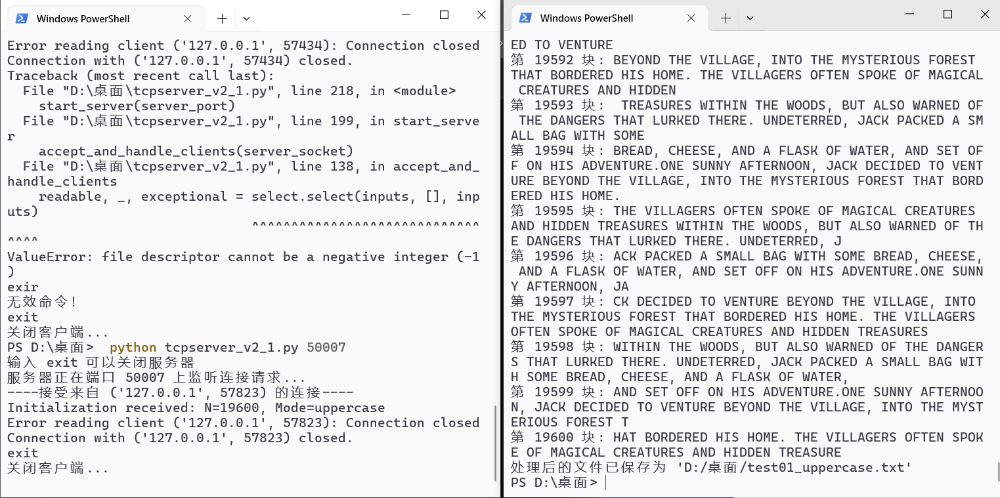 Windows PowerShell
Error reading client ('127.0.0.1', 57434): Connection closed
Connection with ('127.0.0.1', 57434) closed.
Traceback (most recent call last):
  File "D:\桌面\tcpserver_v2_1.py", line 218, in <module>
    start_server(server_port)
  File "D:\桌面\tcpserver_v2_1.py", line 199, in start_serve
r
    accept_and_handle_clients(server_socket)
  File "D:\桌面\tcpserver_v2_1.py", line 138, in accept_and_
handle_clients
    readable, _, exceptional = select.select(inputs, [], inp
uts)
                               ^^^^^^^^^^^^^^^^^^^^^^^^^^^^^
^^^^
ValueError: file descriptor cannot be a negative integer (-1
)
exir
无效命令！
exit
关闭客户端...
PS D:\桌面>  python tcpserver_v2_1.py 50007
输入 exit 可以关闭服务器
服务器正在端口 50007 上监听连接请求...
----接受来自 ('127.0.0.1', 57823) 的连接----
Initialization received: N=19600, Mode=uppercase
Error reading client ('127.0.0.1', 57823): Connection closed
Connection with ('127.0.0.1', 57823) closed.
exit
关闭客户端...
Windows PowerShell
ED TO VENTURE
第 19592 块: BEYOND THE VILLAGE, INTO THE MYSTERIOUS FOREST
THAT BORDERED HIS HOME. THE VILLAGERS OFTEN SPOKE OF MAGICAL
 CREATURES AND HIDDEN
第 19593 块:  TREASURES WITHIN THE WOODS, BUT ALSO WARNED OF
 THE DANGERS THAT LURKED THERE. UNDETERRED, JACK PACKED A SM
ALL BAG WITH SOME
第 19594 块: BREAD, CHEESE, AND A FLASK OF WATER, AND SET OF
F ON HIS ADVENTURE.ONE SUNNY AFTERNOON, JACK DECIDED TO VENT
URE BEYOND THE VILLAGE, INTO THE MYSTERIOUS FOREST THAT BORD
ERED HIS HOME.
第 19595 块: THE VILLAGERS OFTEN SPOKE OF MAGICAL CREATURES
AND HIDDEN TREASURES WITHIN THE WOODS, BUT ALSO WARNED OF TH
E DANGERS THAT LURKED THERE. UNDETERRED, J
第 19596 块: ACK PACKED A SMALL BAG WITH SOME BREAD, CHEESE,
 AND A FLASK OF WATER, AND SET OFF ON HIS ADVENTURE.ONE SUNN
Y AFTERNOON, JA
第 19597 块: CK DECIDED TO VENTURE BEYOND THE VILLAGE, INTO
THE MYSTERIOUS FOREST THAT BORDERED HIS HOME. THE VILLAGERS
OFTEN SPOKE OF MAGICAL CREATURES AND HIDDEN TREASURES
第 19598 块: WITHIN THE WOODS, BUT ALSO WARNED OF THE DANGER
S THAT LURKED THERE. UNDETERRED, JACK PACKED A SMALL BAG WIT
H SOME BREAD, CHEESE, AND A FLASK OF WATER,
第 19599 块: AND SET OFF ON HIS ADVENTURE.ONE SUNNY AFTERNOO
N, JACK DECIDED TO VENTURE BEYOND THE VILLAGE, INTO THE MYST
ERIOUS FOREST T
第 19600 块: HAT BORDERED HIS HOME. THE VILLAGERS OFTEN SPOK
E OF MAGICAL CREATURES AND HIDDEN TREASURE
处理后的文件已保存为 'D:/桌面/test01_uppercase.txt'
PS D:\桌面>